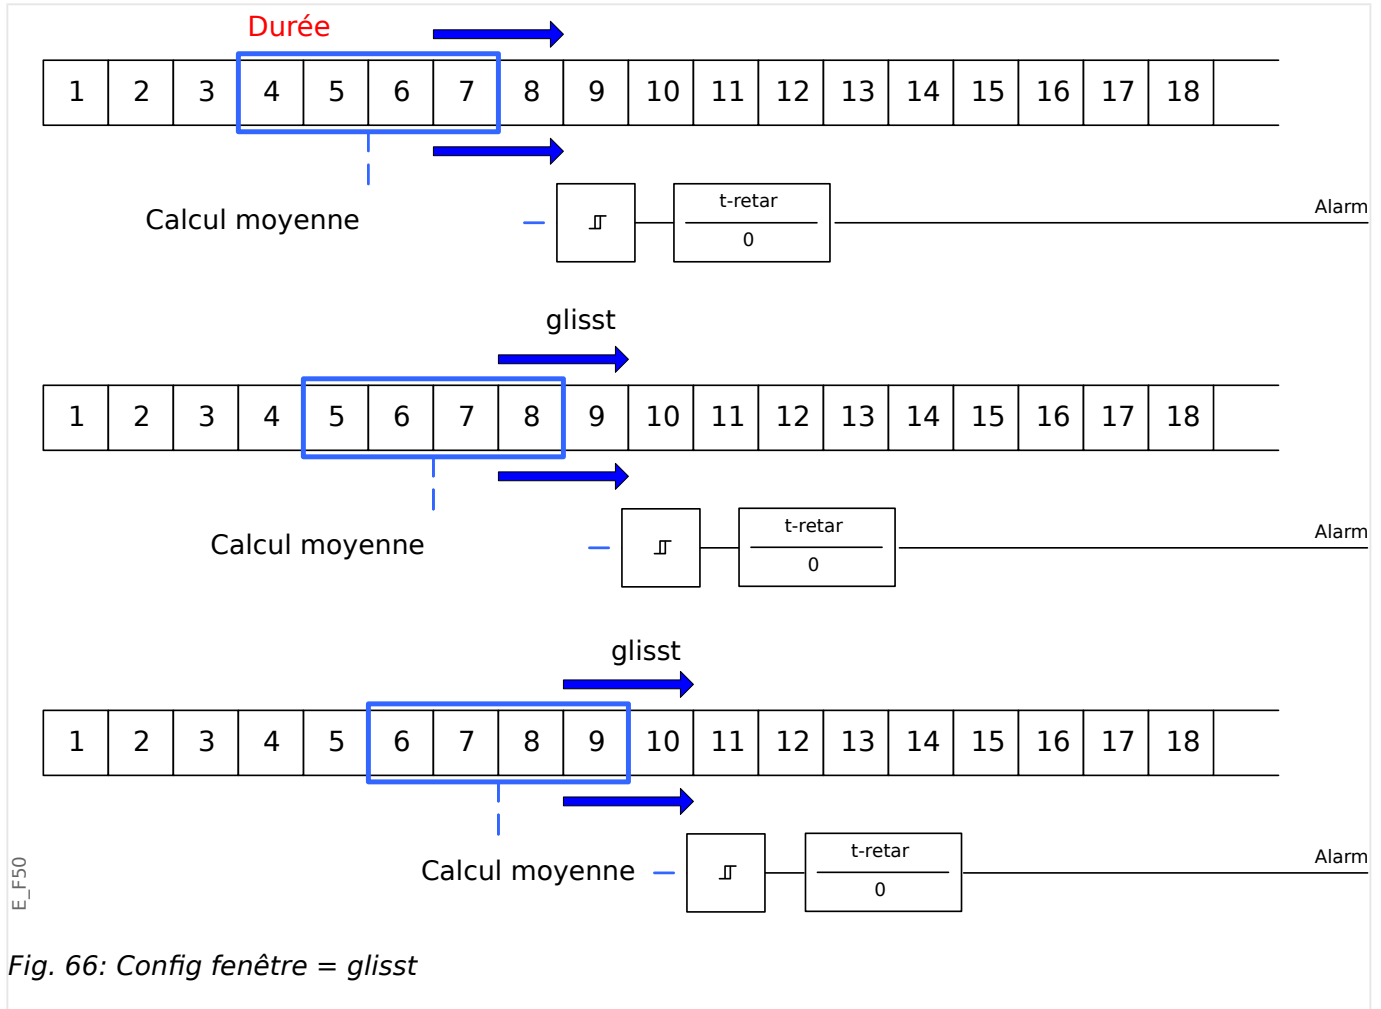 Durée
1 2 3 4 5 6 7 8 9 10 11 12 13 14 15 16 17 18
t-retar
Alarm
Calcul moyenne
0
glisst
1 2 3 4 5 6 7 8 9 10 11 12 13 14 15 16 17 18
t-retar
Alarm
Calcul moyenne
0
glisst
1 2 3 4 5 6 7 8 9 10 11 12 13 14 15 16 17 18
t-retar
Alarm
Calcul moyenne
0
E_F50
Fig. 66: Config fenêtre = glisst